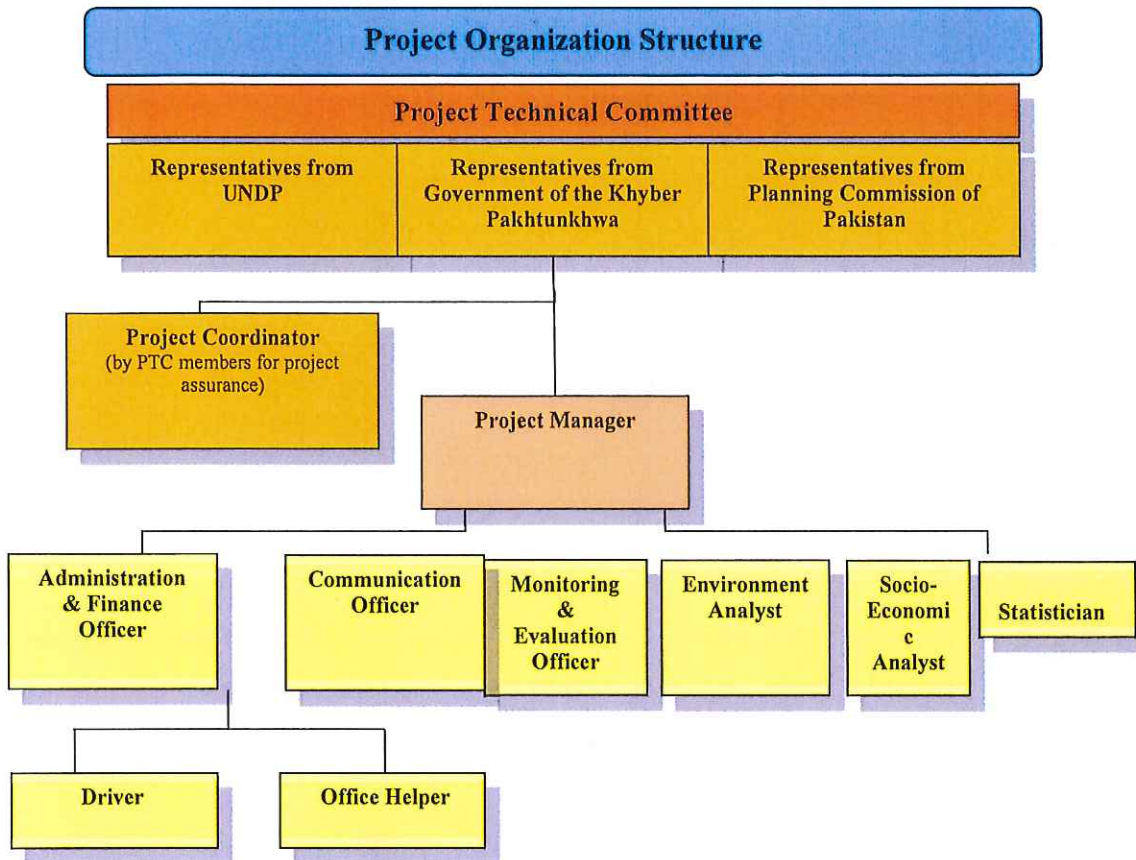 Project Organization Structure
Project Technical Committee
Representatives from
UNDP
Representatives from
Government of the Khyber
Pakhtunkhwa
Representatives from
Planning Commission of
Pakistan
Project Coordinator
(by PTC members for project
assurance)
Project Manager
Administration
& Finance
Officer
Communication
Officer
Monitoring
&
Evaluation
Officer
Environment
Analyst
Socio-
Economi
c
Analyst
Statistician
Driver
Office Helper